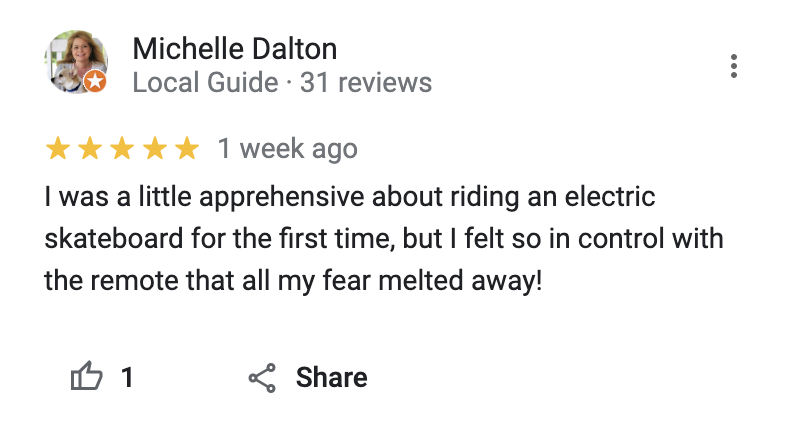 Michelle Dalton
Local Guide · 31 reviews
1 week ago
I was a little apprehensive about riding an electric
skateboard for the first time, but I felt so in control with
the remote that all my fear melted away!
1 Share